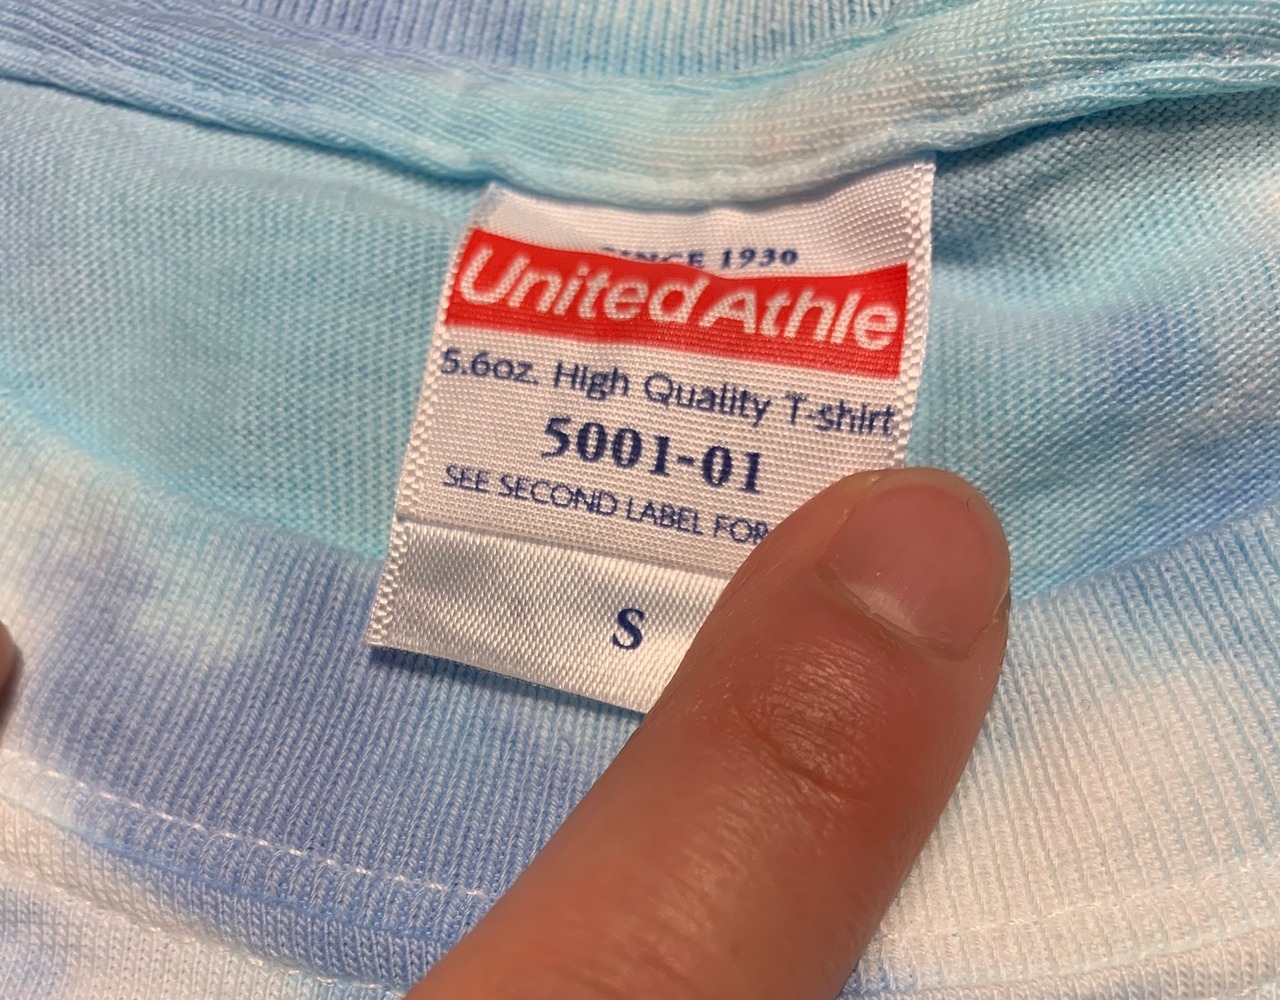 SINCE 1930
United Athle
5.6oz. High Quality T-shirt
5001-01
SEE SECOND LABEL FOR
S